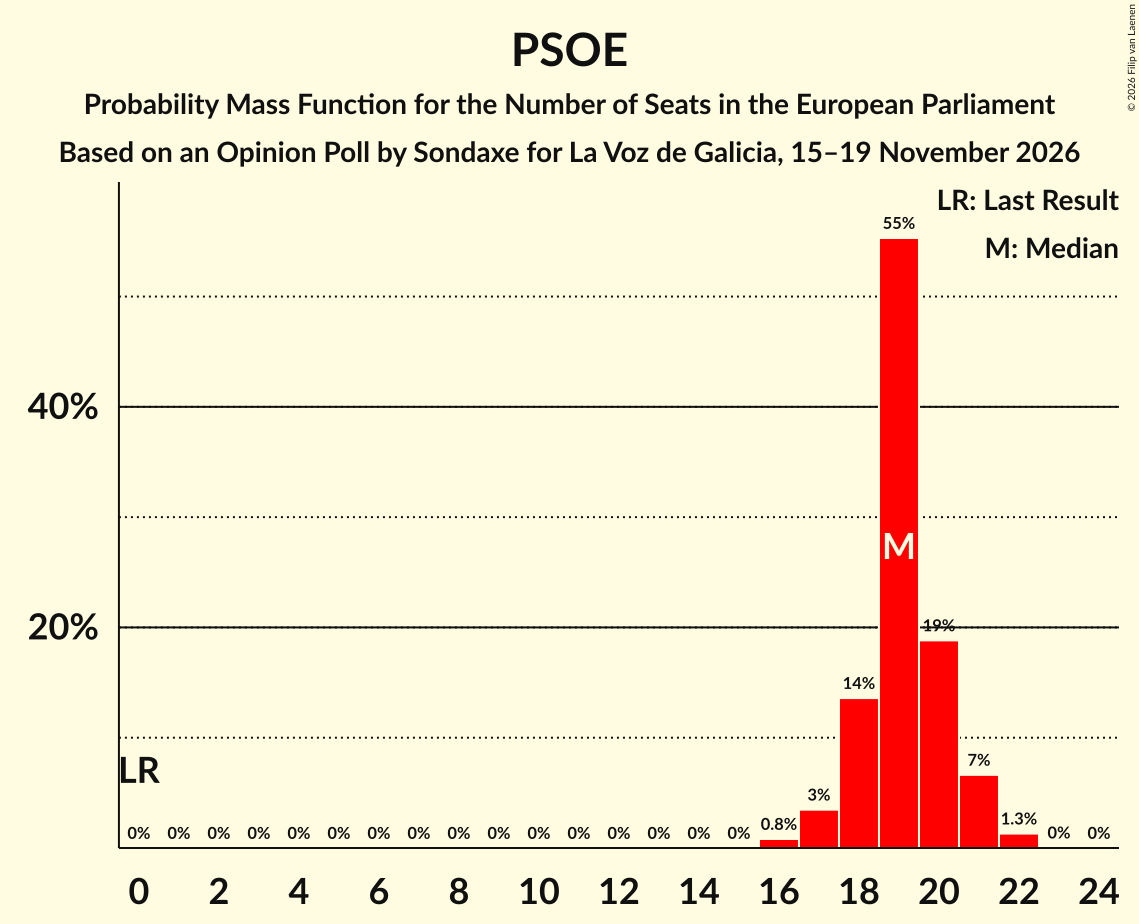 PSOE
Probability Mass Function for the Number of Seats in the European Parliament
Based on an Opinion Poll by Sondaxe for La Voz de Galicia, 15–19 November 2026
© 2026 Filip van Laenen
LR: Last Result
M: Median
55%
40%
M
20%
19%
14%
LR
7%
3%
0% 0% 0% 0% 0% 0% 0% 0% 0% 0% 0% 0% 0% 0% 0% 0% 0.8% 1.3% 0% 0%
0 2 4 6 8 10 12 14 16 18 20 22 24